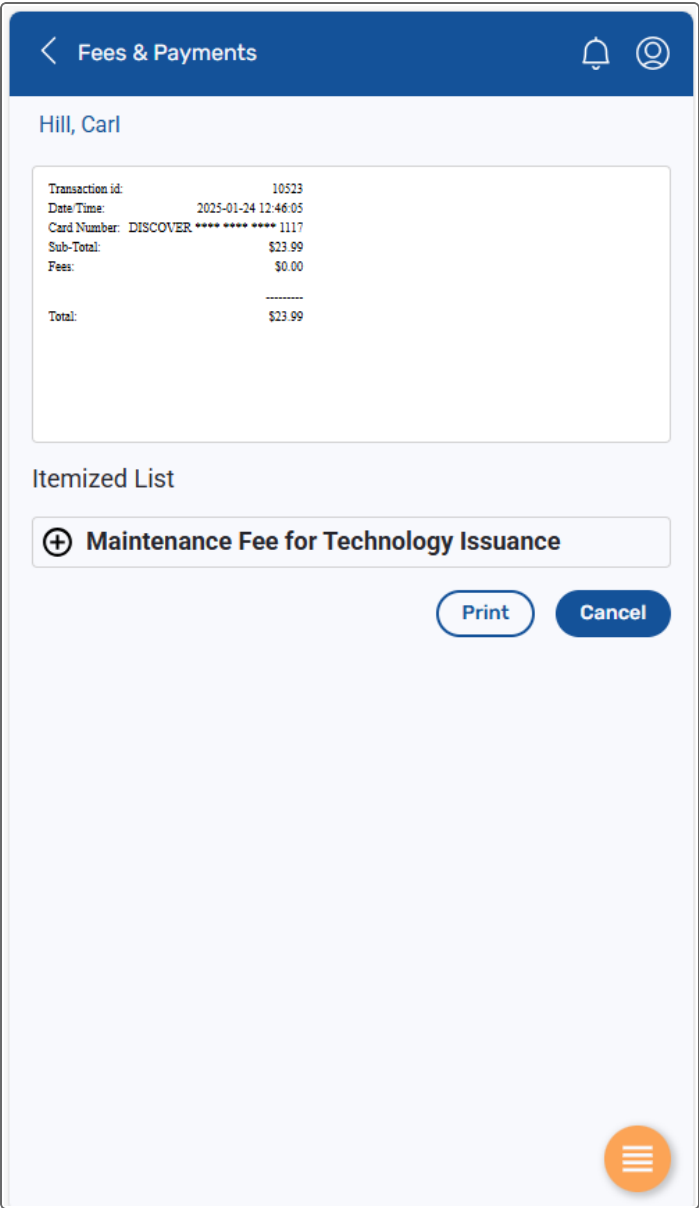 Fees & Payments
Hill, Carl
Transaction id: 10523
Date/Time: 2025-01-24 12:46:05
Card Number: DISCOVER **** **** **** 1117
Sub-Total: $23.99
Fees: $0.00
---------
Total: $23.99
Itemized List
Maintenance Fee for Technology Issuance
Print Cancel